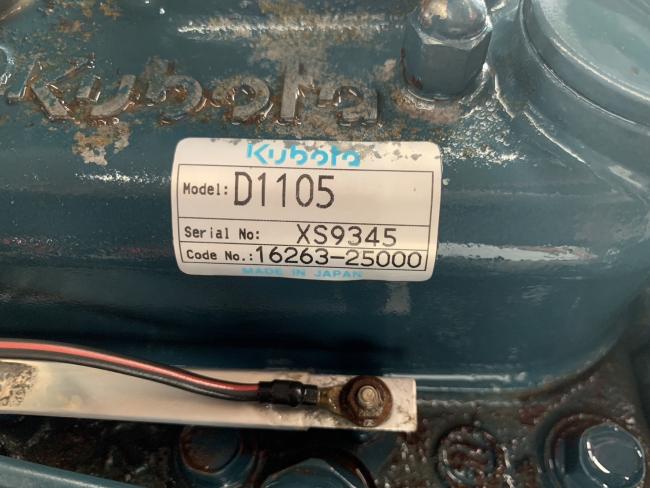 Kubota
Kubota
Model: D1105
Serial No: XS9345
Code No.: 16263-25000
MADE IN JAPAN